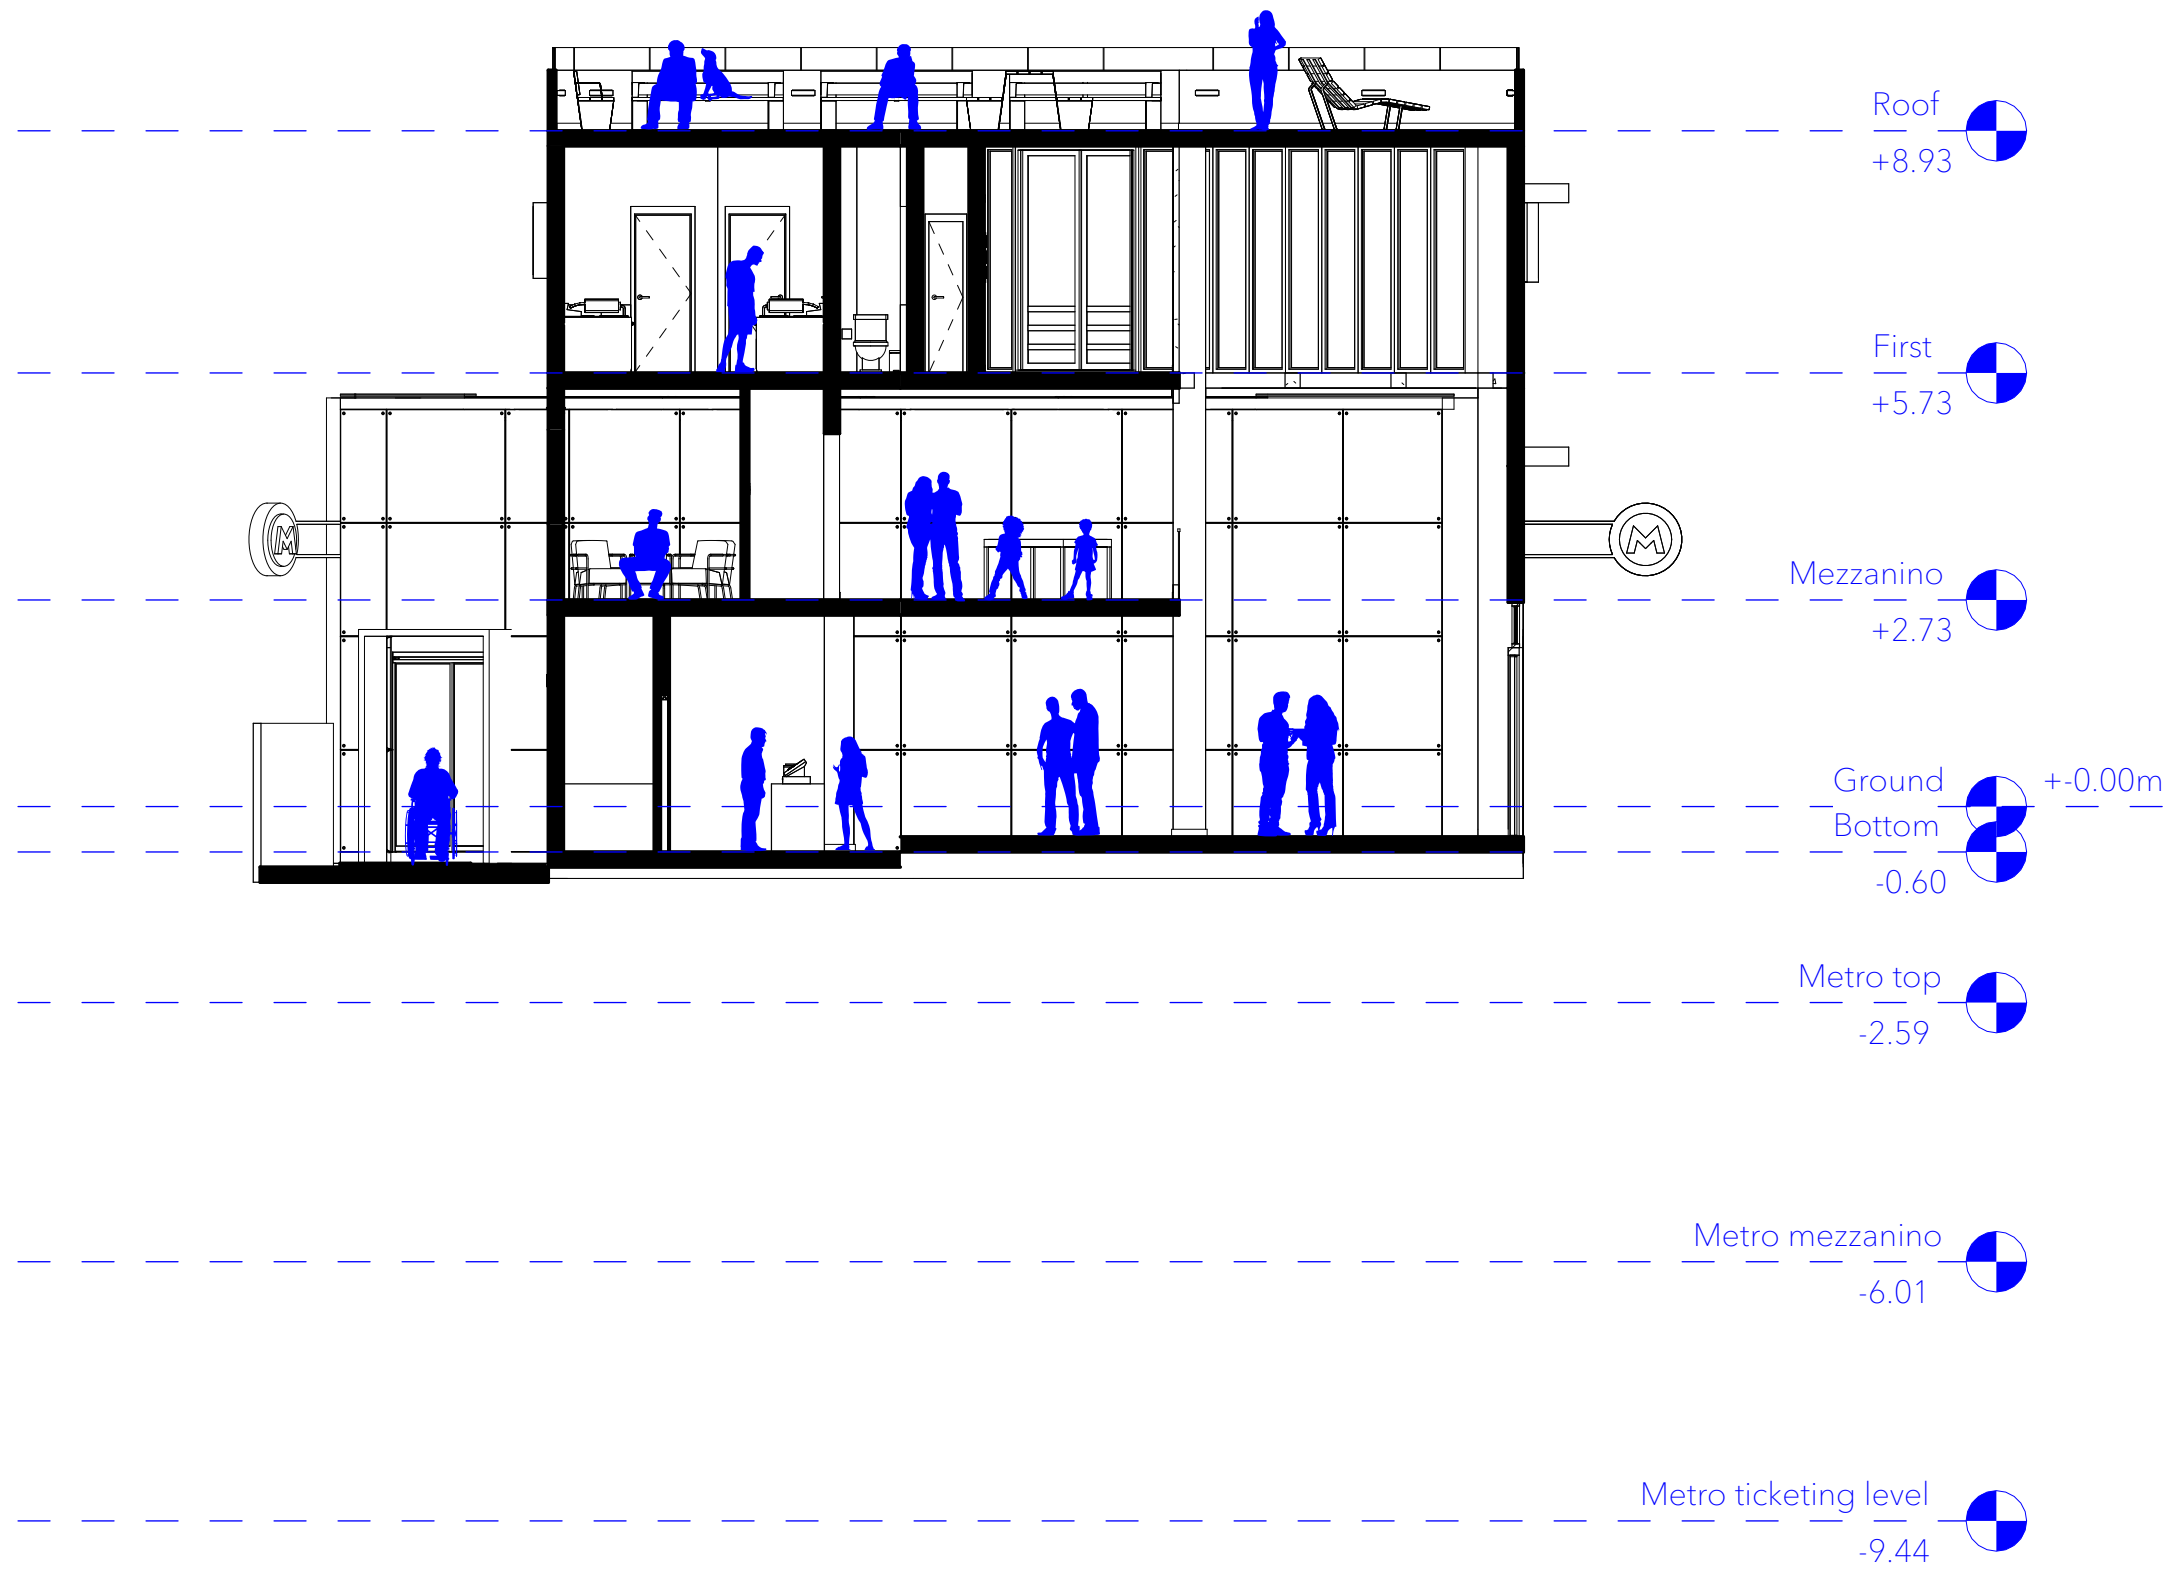 Roof
+8.93
First
+5.73
M
M
Mezzanino
+2.73
Ground +-0.00m
Bottom
-0.60
Metro top
-2.59
Metro mezzanino
-6.01
Metro ticketing level
-9.44